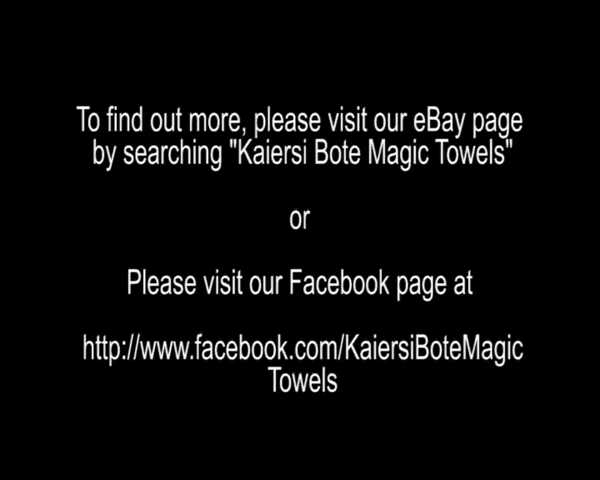 To find out more, please visit our eBay page
by searching "Kaiersi Bote Magic Towels"
or
Please visit our Facebook page at
http://www.facebook.com/KaiersiBoteMagic
Towels